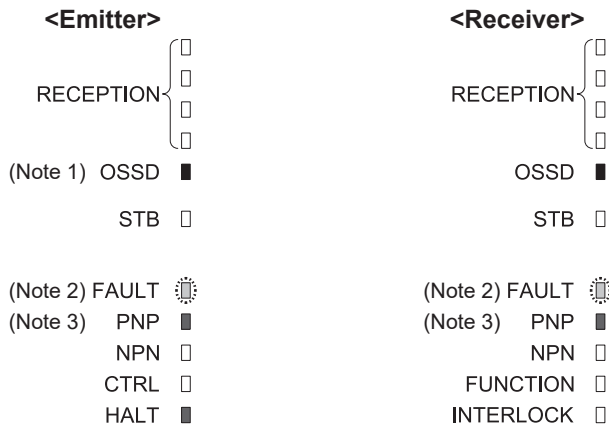 <Emitter>
RECEPTION
(Note 1) OSSD
STB
(Note 2) FAULT
(Note 3) PNP
NPN
CTRL
HALT
<Receiver>
RECEPTION
OSSD
STB
(Note 2) FAULT
(Note 3) PNP
NPN
FUNCTION
INTERLOCK